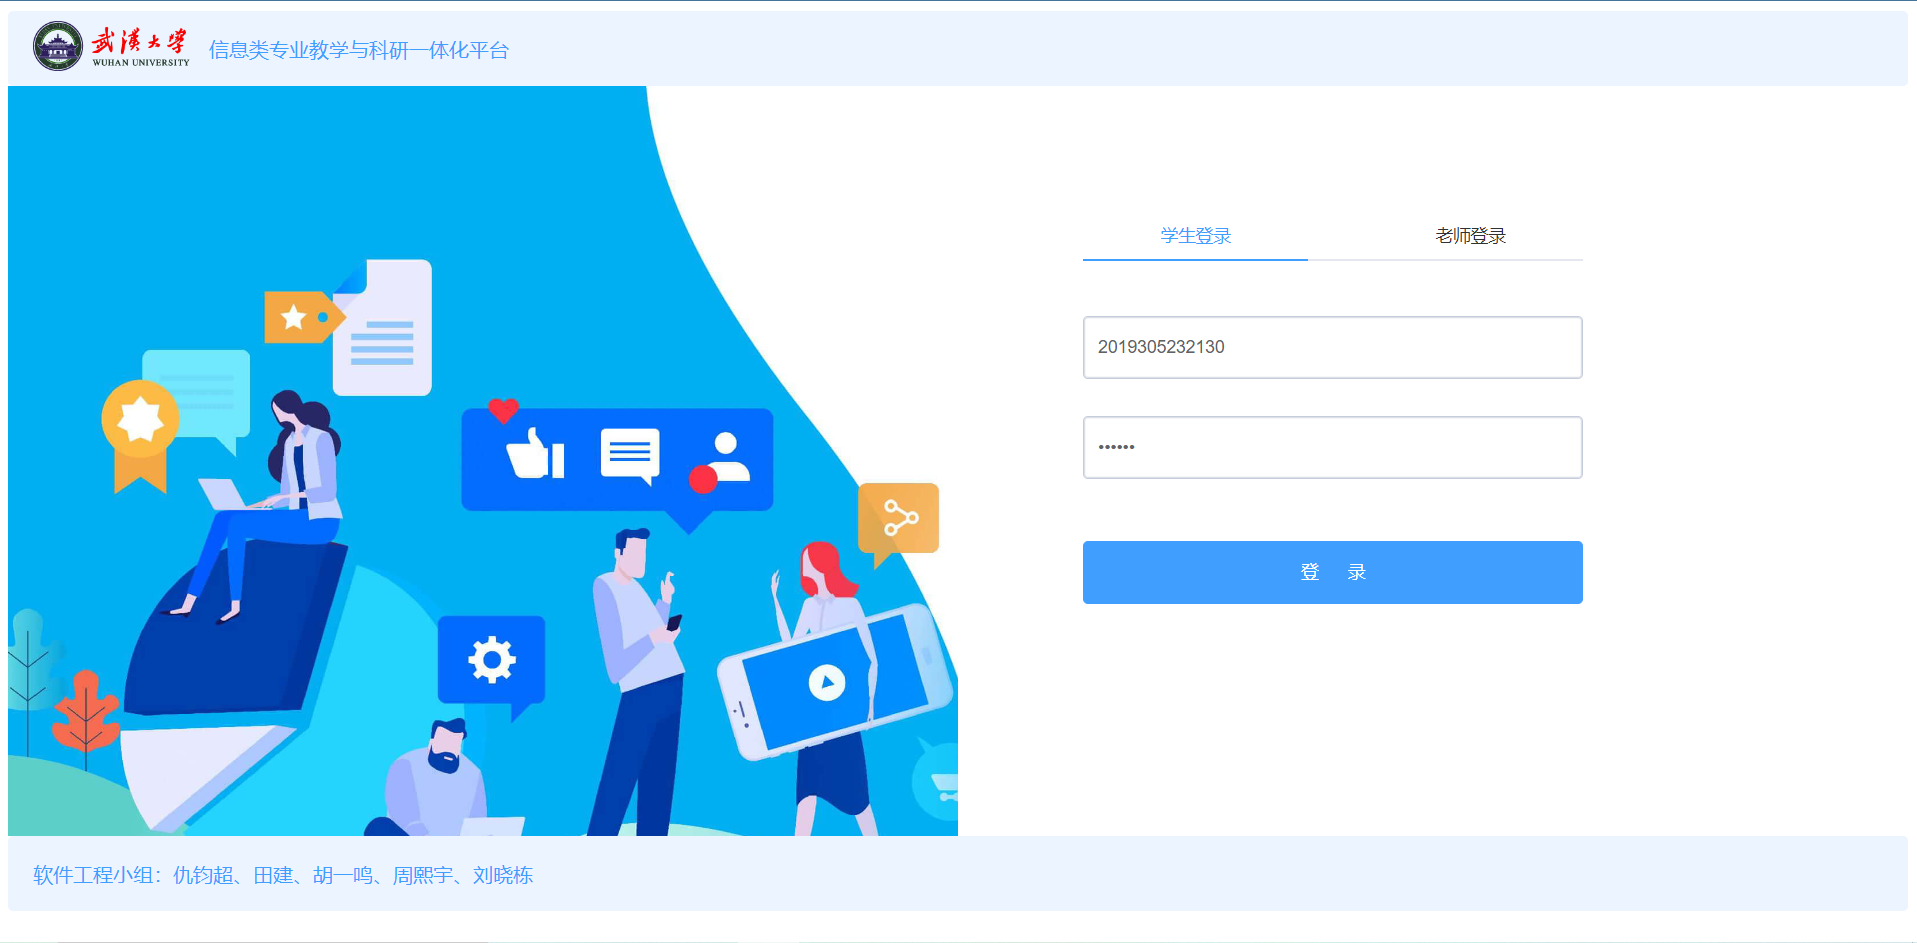 武漢大学
WUHAN UNIVERSITY
信息类专业教学与科研一体化平台
学生登录
老师登录
2019305232130
••••••
登 录
软件工程小组：仇钧超、田建、胡一鸣、周熙宇、刘晓栋